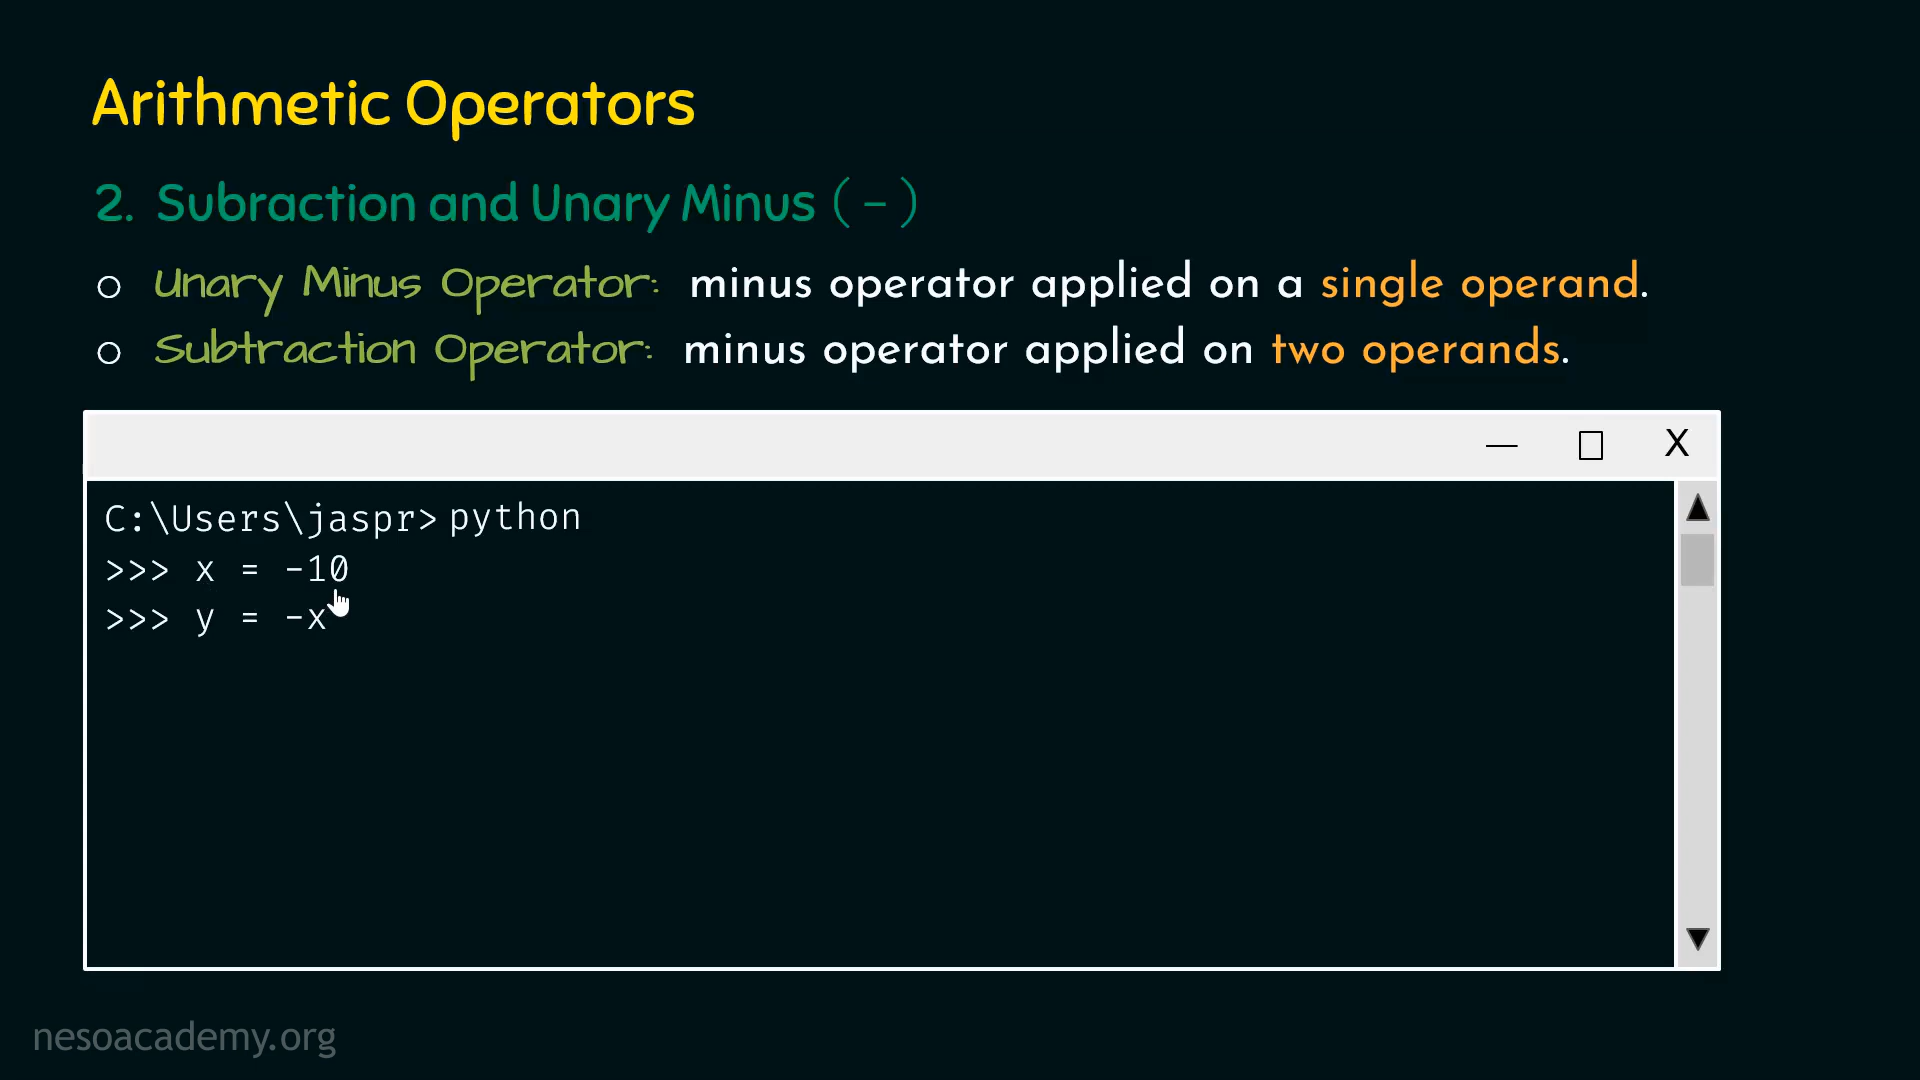 Arithmetic Operators
2. Subraction and Unary Minus (-)
○ Unary Minus Operator: minus operator applied on a single operand.
○ Subtraction Operator: minus operator applied on two operands.
X
C:\Users\jaspr> python
>>> x = -10
>>> y = -x
nesoacademy.org